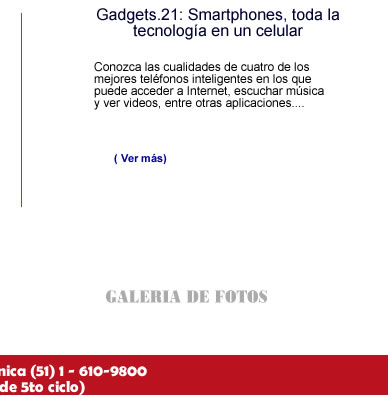 Gadgets.21: Smartphones, toda la
tecnología en un celular
Conozca las cualidades de cuatro de los
mejores teléfonos inteligentes en los que
puede acceder a Internet, escuchar música
y ver videos, entre otras aplicaciones....
( Ver más)
GALERIA DE FOTOS
nica (51) 1 - 610-9800
de 5to ciclo)